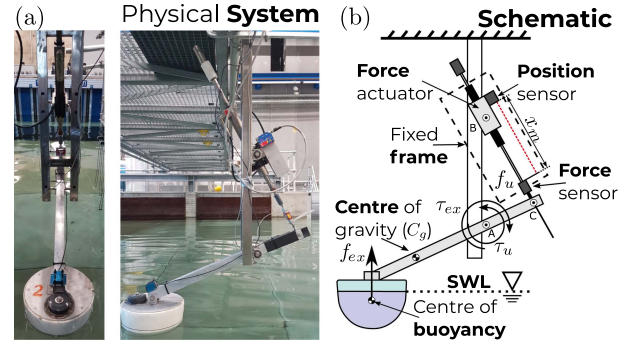 (a)
Physical System
2
(b)
Schematic
Force
actuator
Position
sensor
B
x_m
Fixed
frame
f_u
Force
sensor
C
Centre of
gravity (C_g)
τ_ex
A
τ_u
f_ex
SWL
Centre of
buoyancy